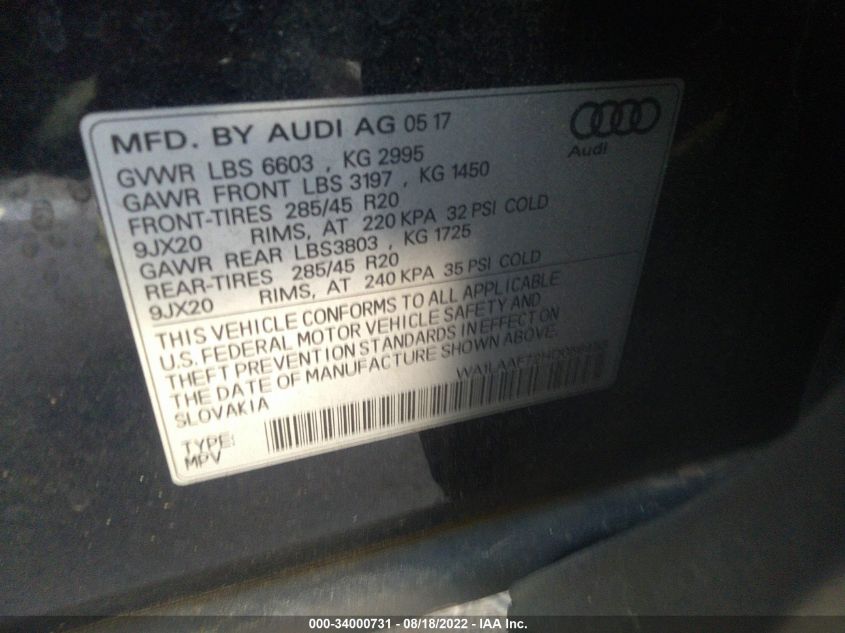 MFD. BY AUDI AG 05 17
Audi
GVWR LBS 6603 , KG 2995
GAWR FRONT LBS 3197 , KG 1450
FRONT-TIRES 285/45 R20
9JX20 RIMS, AT 220 KPA 32 PSI COLD
GAWR REAR LBS3803 , KG 1725
REAR-TIRES 285/45 R20
9JX20 RIMS, AT 240 KPA 35 PSI COLD
THIS VEHICLE CONFORMS TO ALL APPLICABLE
U.S. FEDERAL MOTOR VEHICLE SAFETY AND
THEFT PREVENTION STANDARDS IN EFFECT ON
THE DATE OF MANUFACTURE SHOWN ABOVE.
SLOVAKIA
TYPE:
MPV
000-34000731 - 08/18/2022 - IAA Inc.